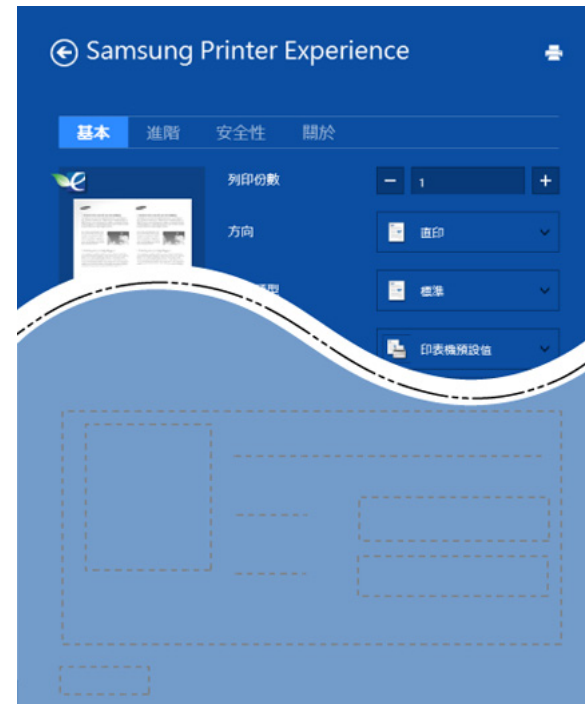 Samsung Printer Experience
基本 進階 安全性 關於
列印份數 1
方向 直印
標準
印表機預設值